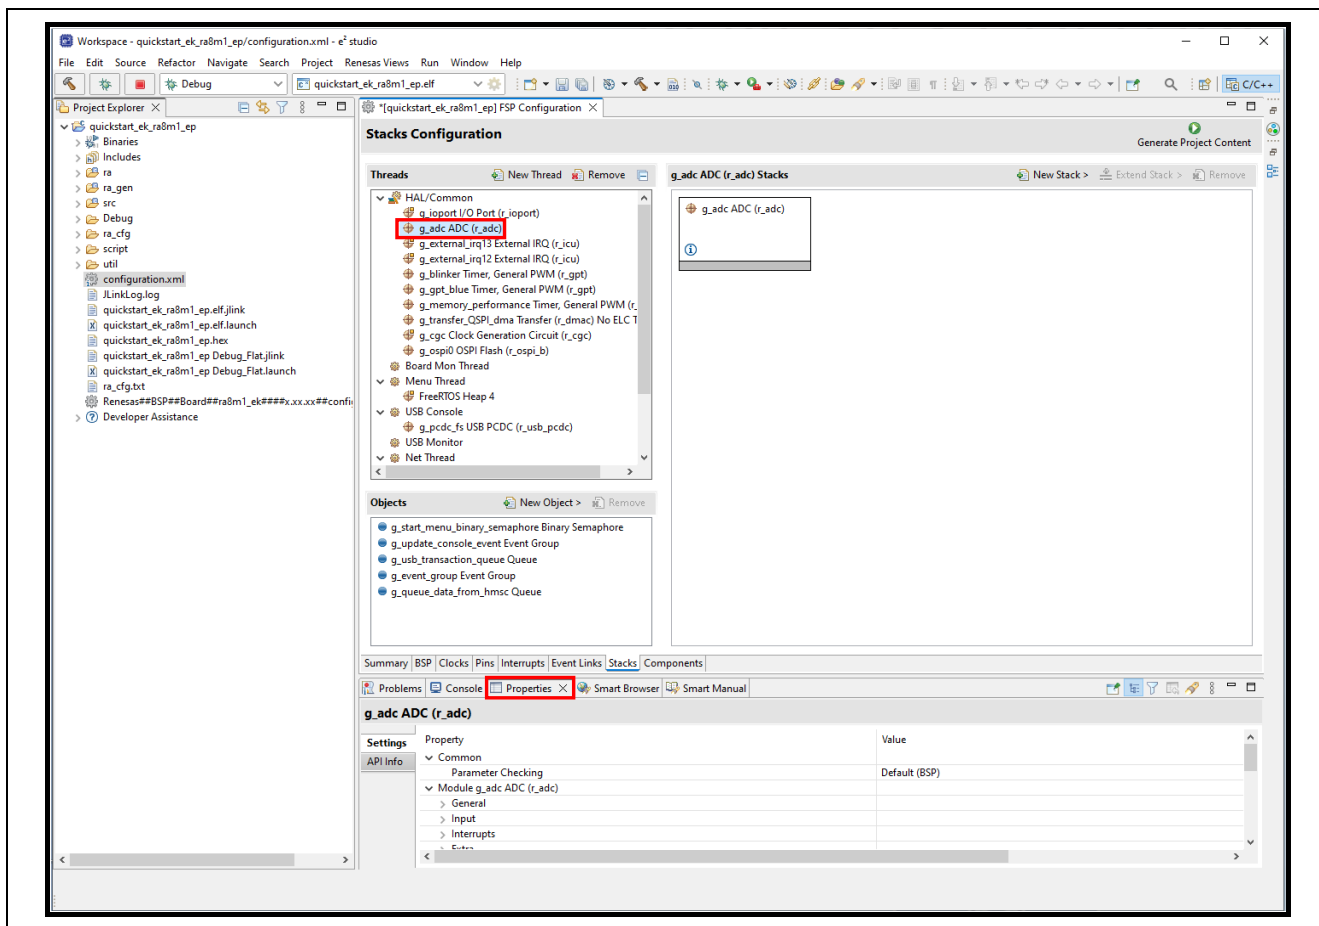 Workspace - quickstart_ek_ra8m1_ep/configuration.xml - e² studio
File Edit Source Refactor Navigate Search Project Renesas Views Run Window Help
Debug
quickstart_ek_ra8m1_ep.elf
C/C++
Project Explorer
quickstart_ek_ra8m1_ep
Binaries
Includes
ra
ra_gen
src
Debug
ra_cfg
script
util
configuration.xml
JLinkLog.log
quickstart_ek_ra8m1_ep.elf.jlink
quickstart_ek_ra8m1_ep.elf.launch
quickstart_ek_ra8m1_ep.hex
quickstart_ek_ra8m1_ep Debug_Flat.jlink
quickstart_ek_ra8m1_ep Debug_Flat.launch
ra_cfg.txt
Renesas##BSP##Board##ra8m1_ek####x.xx.xx##confi
Developer Assistance
*[quickstart_ek_ra8m1_ep] FSP Configuration
Stacks Configuration
Generate Project Content
Threads
New Thread
Remove
HAL/Common
g_ioport I/O Port (r_ioport)
g_adc ADC (r_adc)
g_external_irq13 External IRQ (r_icu)
g_external_irq12 External IRQ (r_icu)
g_blinker Timer, General PWM (r_gpt)
g_gpt_blue Timer, General PWM (r_gpt)
g_memory_performance Timer, General PWM (r_
g_transfer_QSPI_dma Transfer (r_dmac) No ELC T
g_cgc Clock Generation Circuit (r_cgc)
g_ospi0 OSPI Flash (r_ospi_b)
Board Mon Thread
Menu Thread
FreeRTOS Heap 4
USB Console
g_pcdc_fs USB PCDC (r_usb_pcdc)
USB Monitor
Net Thread
g_adc ADC (r_adc) Stacks
New Stack >
Extend Stack >
Remove
g_adc ADC (r_adc)
Objects
New Object >
Remove
g_start_menu_binary_semaphore Binary Semaphore
g_update_console_event Event Group
g_usb_transaction_queue Queue
g_event_group Event Group
g_queue_data_from_hmsc Queue
Summary BSP Clocks Pins Interrupts Event Links Stacks Components
Problems Console Properties Smart Browser Smart Manual
g_adc ADC (r_adc)
Settings
API Info
Property Value
Common
Parameter Checking Default (BSP)
Module g_adc ADC (r_adc)
General
Input
Interrupts
Extra